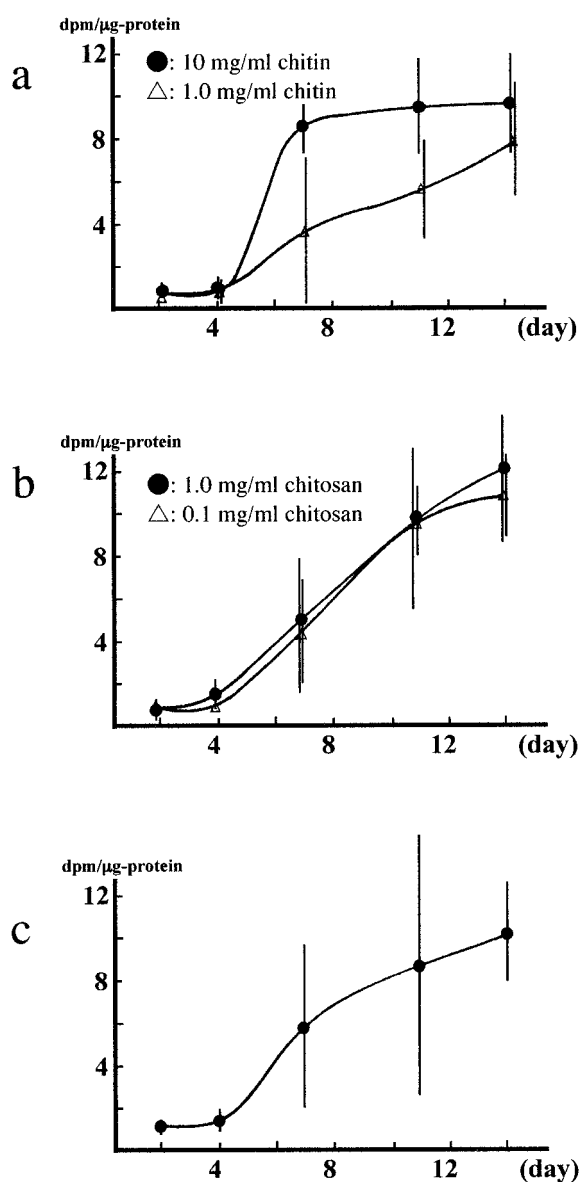 dpm/μg-protein
a
12
●: 10 mg/ml chitin
△: 1.0 mg/ml chitin
8
4
4 8 12 (day)
dpm/μg-protein
b
12
●: 1.0 mg/ml chitosan
△: 0.1 mg/ml chitosan
8
4
4 8 12 (day)
dpm/μg-protein
c
12
8
4
4 8 12 (day)